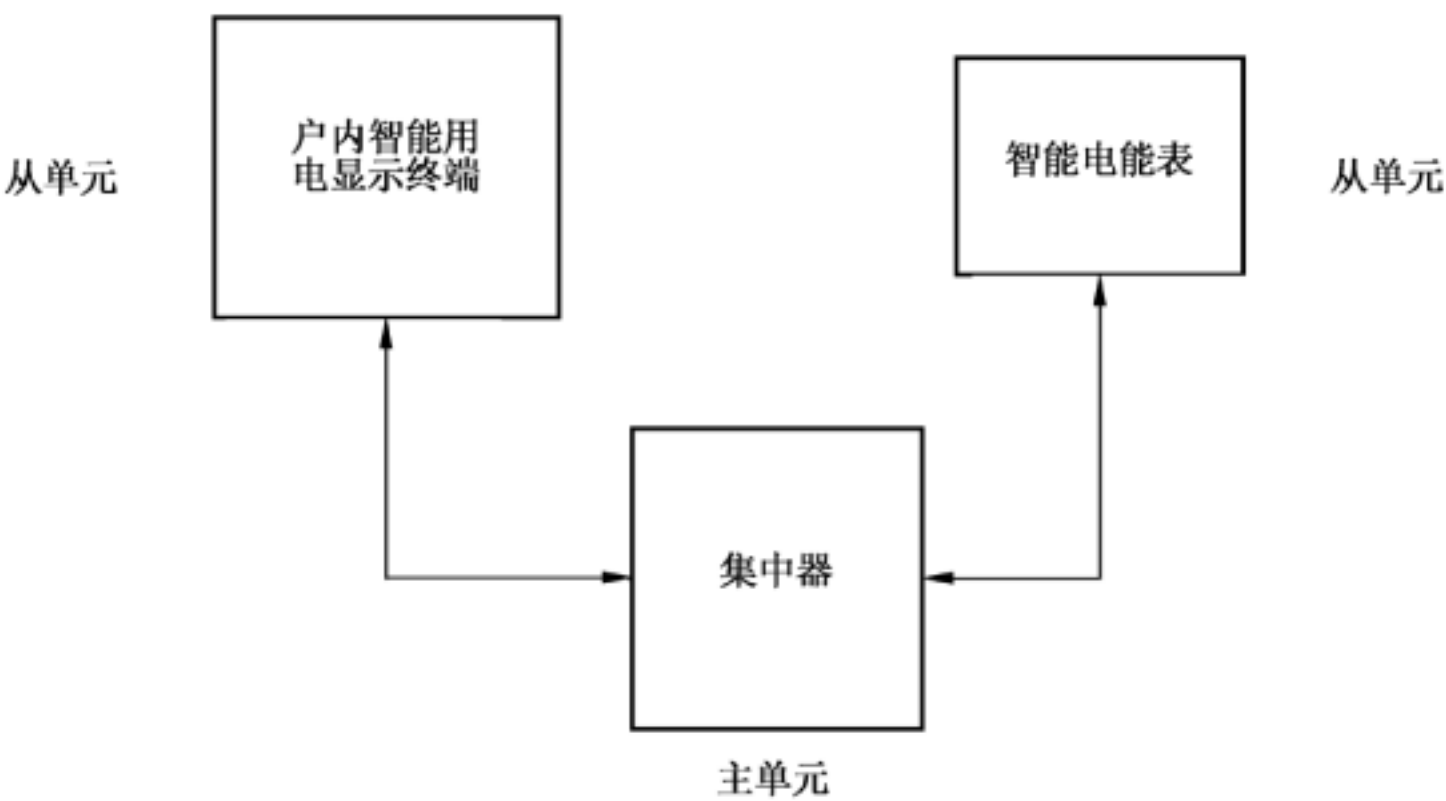 户内智能用
电显示终端
从单元
智能电能表
从单元
集中器
主单元